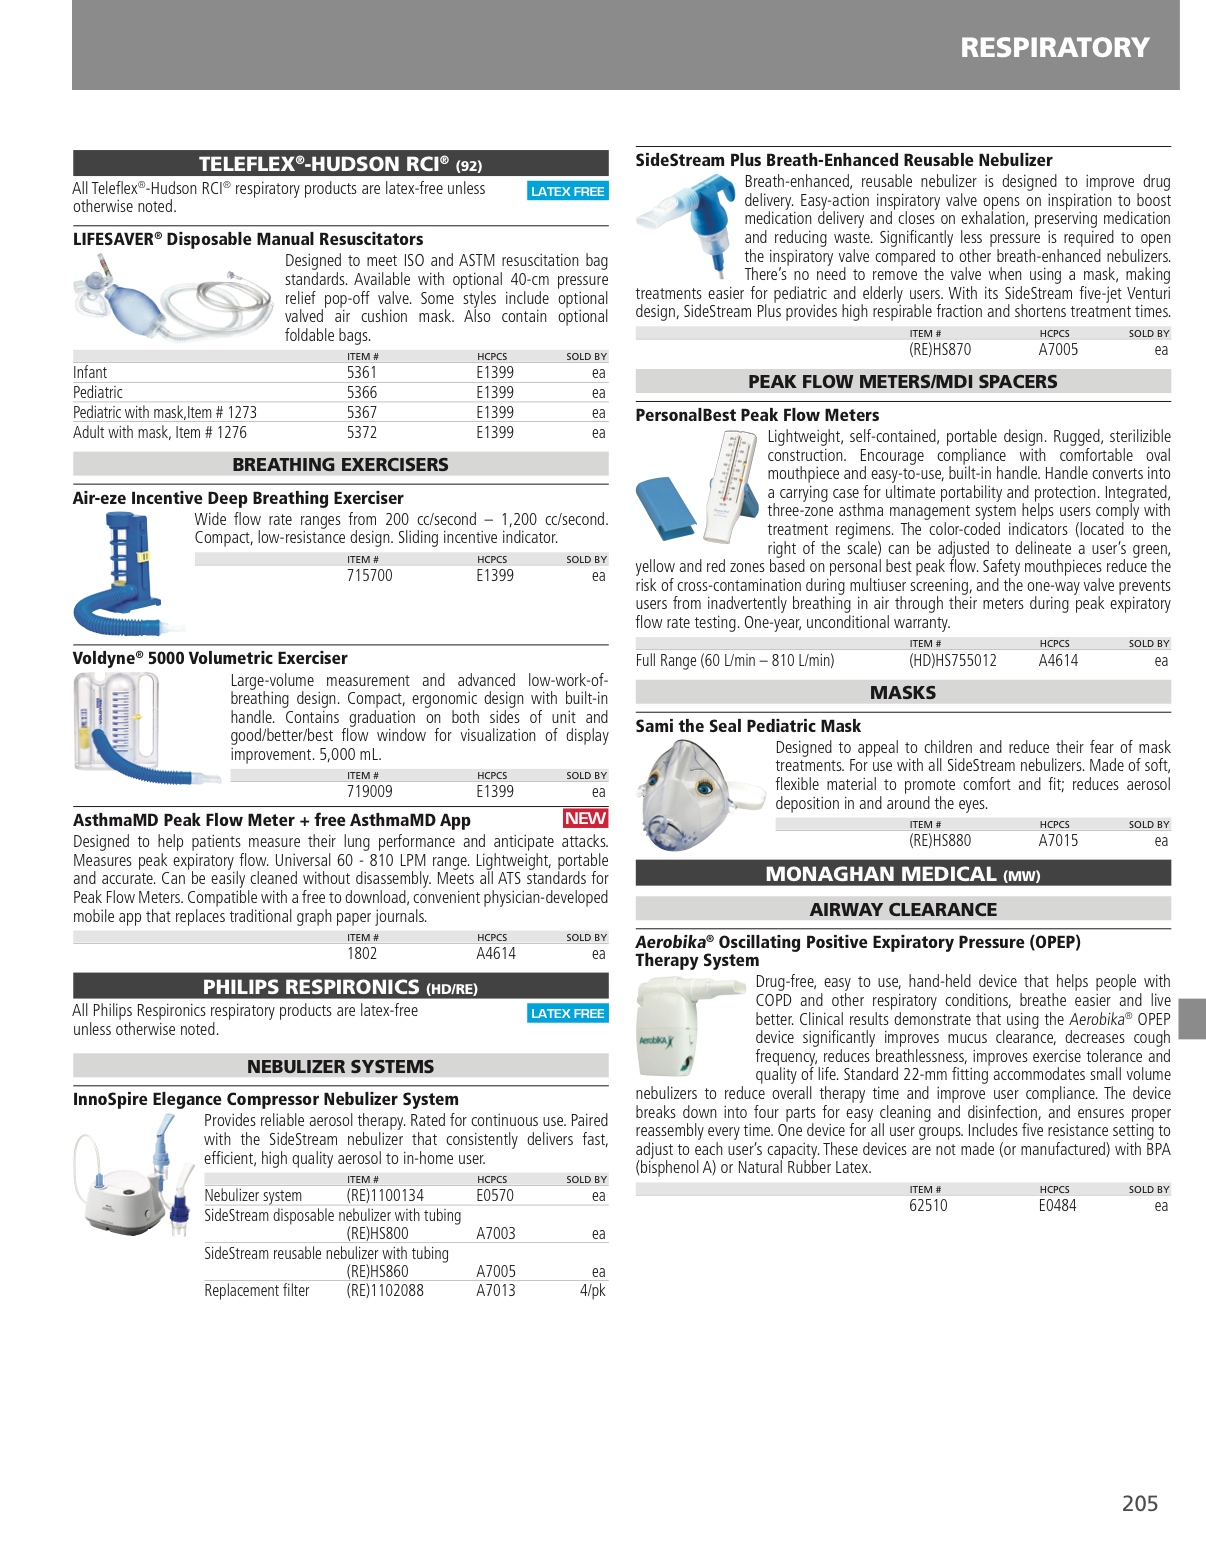 RESPIRATORY
TELEFLEX®-HUDSON RCI® (92)
All Teleflex®-Hudson RCI® respiratory products are latex-free unless
otherwise noted.
LATEX FREE
LIFESAVER® Disposable Manual Resuscitators
Designed to meet ISO and ASTM resuscitation bag
standards. Available with optional 40-cm pressure
relief pop-off valve. Some styles include optional
valved air cushion mask. Also contain optional
foldable bags.
ITEM # HCPCS SOLD BY
Infant 5361 E1399 ea
Pediatric 5366 E1399 ea
Pediatric with mask,Item # 1273 5367 E1399 ea
Adult with mask, Item # 1276 5372 E1399 ea
BREATHING EXERCISERS
Air-eze Incentive Deep Breathing Exerciser
Wide flow rate ranges from 200 cc/second – 1,200 cc/second.
Compact, low-resistance design. Sliding incentive indicator.
ITEM # HCPCS SOLD BY
715700 E1399 ea
Voldyne® 5000 Volumetric Exerciser
Large-volume measurement and advanced low-work-of-
breathing design. Compact, ergonomic design with built-in
handle. Contains graduation on both sides of unit and
good/better/best flow window for visualization of display
improvement. 5,000 mL.
ITEM # HCPCS SOLD BY
719009 E1399 ea
AsthmaMD Peak Flow Meter + free AsthmaMD App
NEW
Designed to help patients measure their lung performance and anticipate attacks.
Measures peak expiratory flow. Universal 60 - 810 LPM range. Lightweight, portable
and accurate. Can be easily cleaned without disassembly. Meets all ATS standards for
Peak Flow Meters. Compatible with a free to download, convenient physician-developed
mobile app that replaces traditional graph paper journals.
ITEM # HCPCS SOLD BY
1802 A4614 ea
PHILIPS RESPIRONICS (HD/RE)
All Philips Respironics respiratory products are latex-free
unless otherwise noted.
LATEX FREE
NEBULIZER SYSTEMS
InnoSpire Elegance Compressor Nebulizer System
Provides reliable aerosol therapy. Rated for continuous use. Paired
with the SideStream nebulizer that consistently delivers fast,
efficient, high quality aerosol to in-home user.
ITEM # HCPCS SOLD BY
Nebulizer system (RE)1100134 E0570 ea
SideStream disposable nebulizer with tubing
(RE)HS800 A7003 ea
SideStream reusable nebulizer with tubing
(RE)HS860 A7005 ea
Replacement filter (RE)1102088 A7013 4/pk
SideStream Plus Breath-Enhanced Reusable Nebulizer
Breath-enhanced, reusable nebulizer is designed to improve drug
delivery. Easy-action inspiratory valve opens on inspiration to boost
medication delivery and closes on exhalation, preserving medication
and reducing waste. Significantly less pressure is required to open
the inspiratory valve compared to other breath-enhanced nebulizers.
There's no need to remove the valve when using a mask, making
treatments easier for pediatric and elderly users. With its SideStream five-jet Venturi
design, SideStream Plus provides high respirable fraction and shortens treatment times.
ITEM # HCPCS SOLD BY
(RE)HS870 A7005 ea
PEAK FLOW METERS/MDI SPACERS
PersonalBest Peak Flow Meters
Lightweight, self-contained, portable design. Rugged, sterilizible
construction. Encourage compliance with comfortable oval
mouthpiece and easy-to-use, built-in handle. Handle converts into
a carrying case for ultimate portability and protection. Integrated,
three-zone asthma management system helps users comply with
treatment regimens. The color-coded indicators (located to the
right of the scale) can be adjusted to delineate a user's green,
yellow and red zones based on personal best peak flow. Safety mouthpieces reduce the
risk of cross-contamination during multiuser screening, and the one-way valve prevents
users from inadvertently breathing in air through their meters during peak expiratory
flow rate testing. One-year, unconditional warranty.
ITEM # HCPCS SOLD BY
Full Range (60 L/min – 810 L/min) (HD)HS755012 A4614 ea
MASKS
Sami the Seal Pediatric Mask
Designed to appeal to children and reduce their fear of mask
treatments. For use with all SideStream nebulizers. Made of soft,
flexible material to promote comfort and fit; reduces aerosol
deposition in and around the eyes.
ITEM # HCPCS SOLD BY
(RE)HS880 A7015 ea
MONAGHAN MEDICAL (MW)
AIRWAY CLEARANCE
Aerobika® Oscillating Positive Expiratory Pressure (OPEP)
Therapy System
AerobikA
Drug-free, easy to use, hand-held device that helps people with
COPD and other respiratory conditions, breathe easier and live
better. Clinical results demonstrate that using the Aerobika® OPEP
device significantly improves mucus clearance, decreases cough
frequency, reduces breathlessness, improves exercise tolerance and
quality of life. Standard 22-mm fitting accommodates small volume
nebulizers to reduce overall therapy time and improve user compliance. The device
breaks down into four parts for easy cleaning and disinfection, and ensures proper
reassembly every time. One device for all user groups. Includes five resistance setting to
adjust to each user's capacity. These devices are not made (or manufactured) with BPA
(bisphenol A) or Natural Rubber Latex.
ITEM # HCPCS SOLD BY
62510 E0484 ea
205